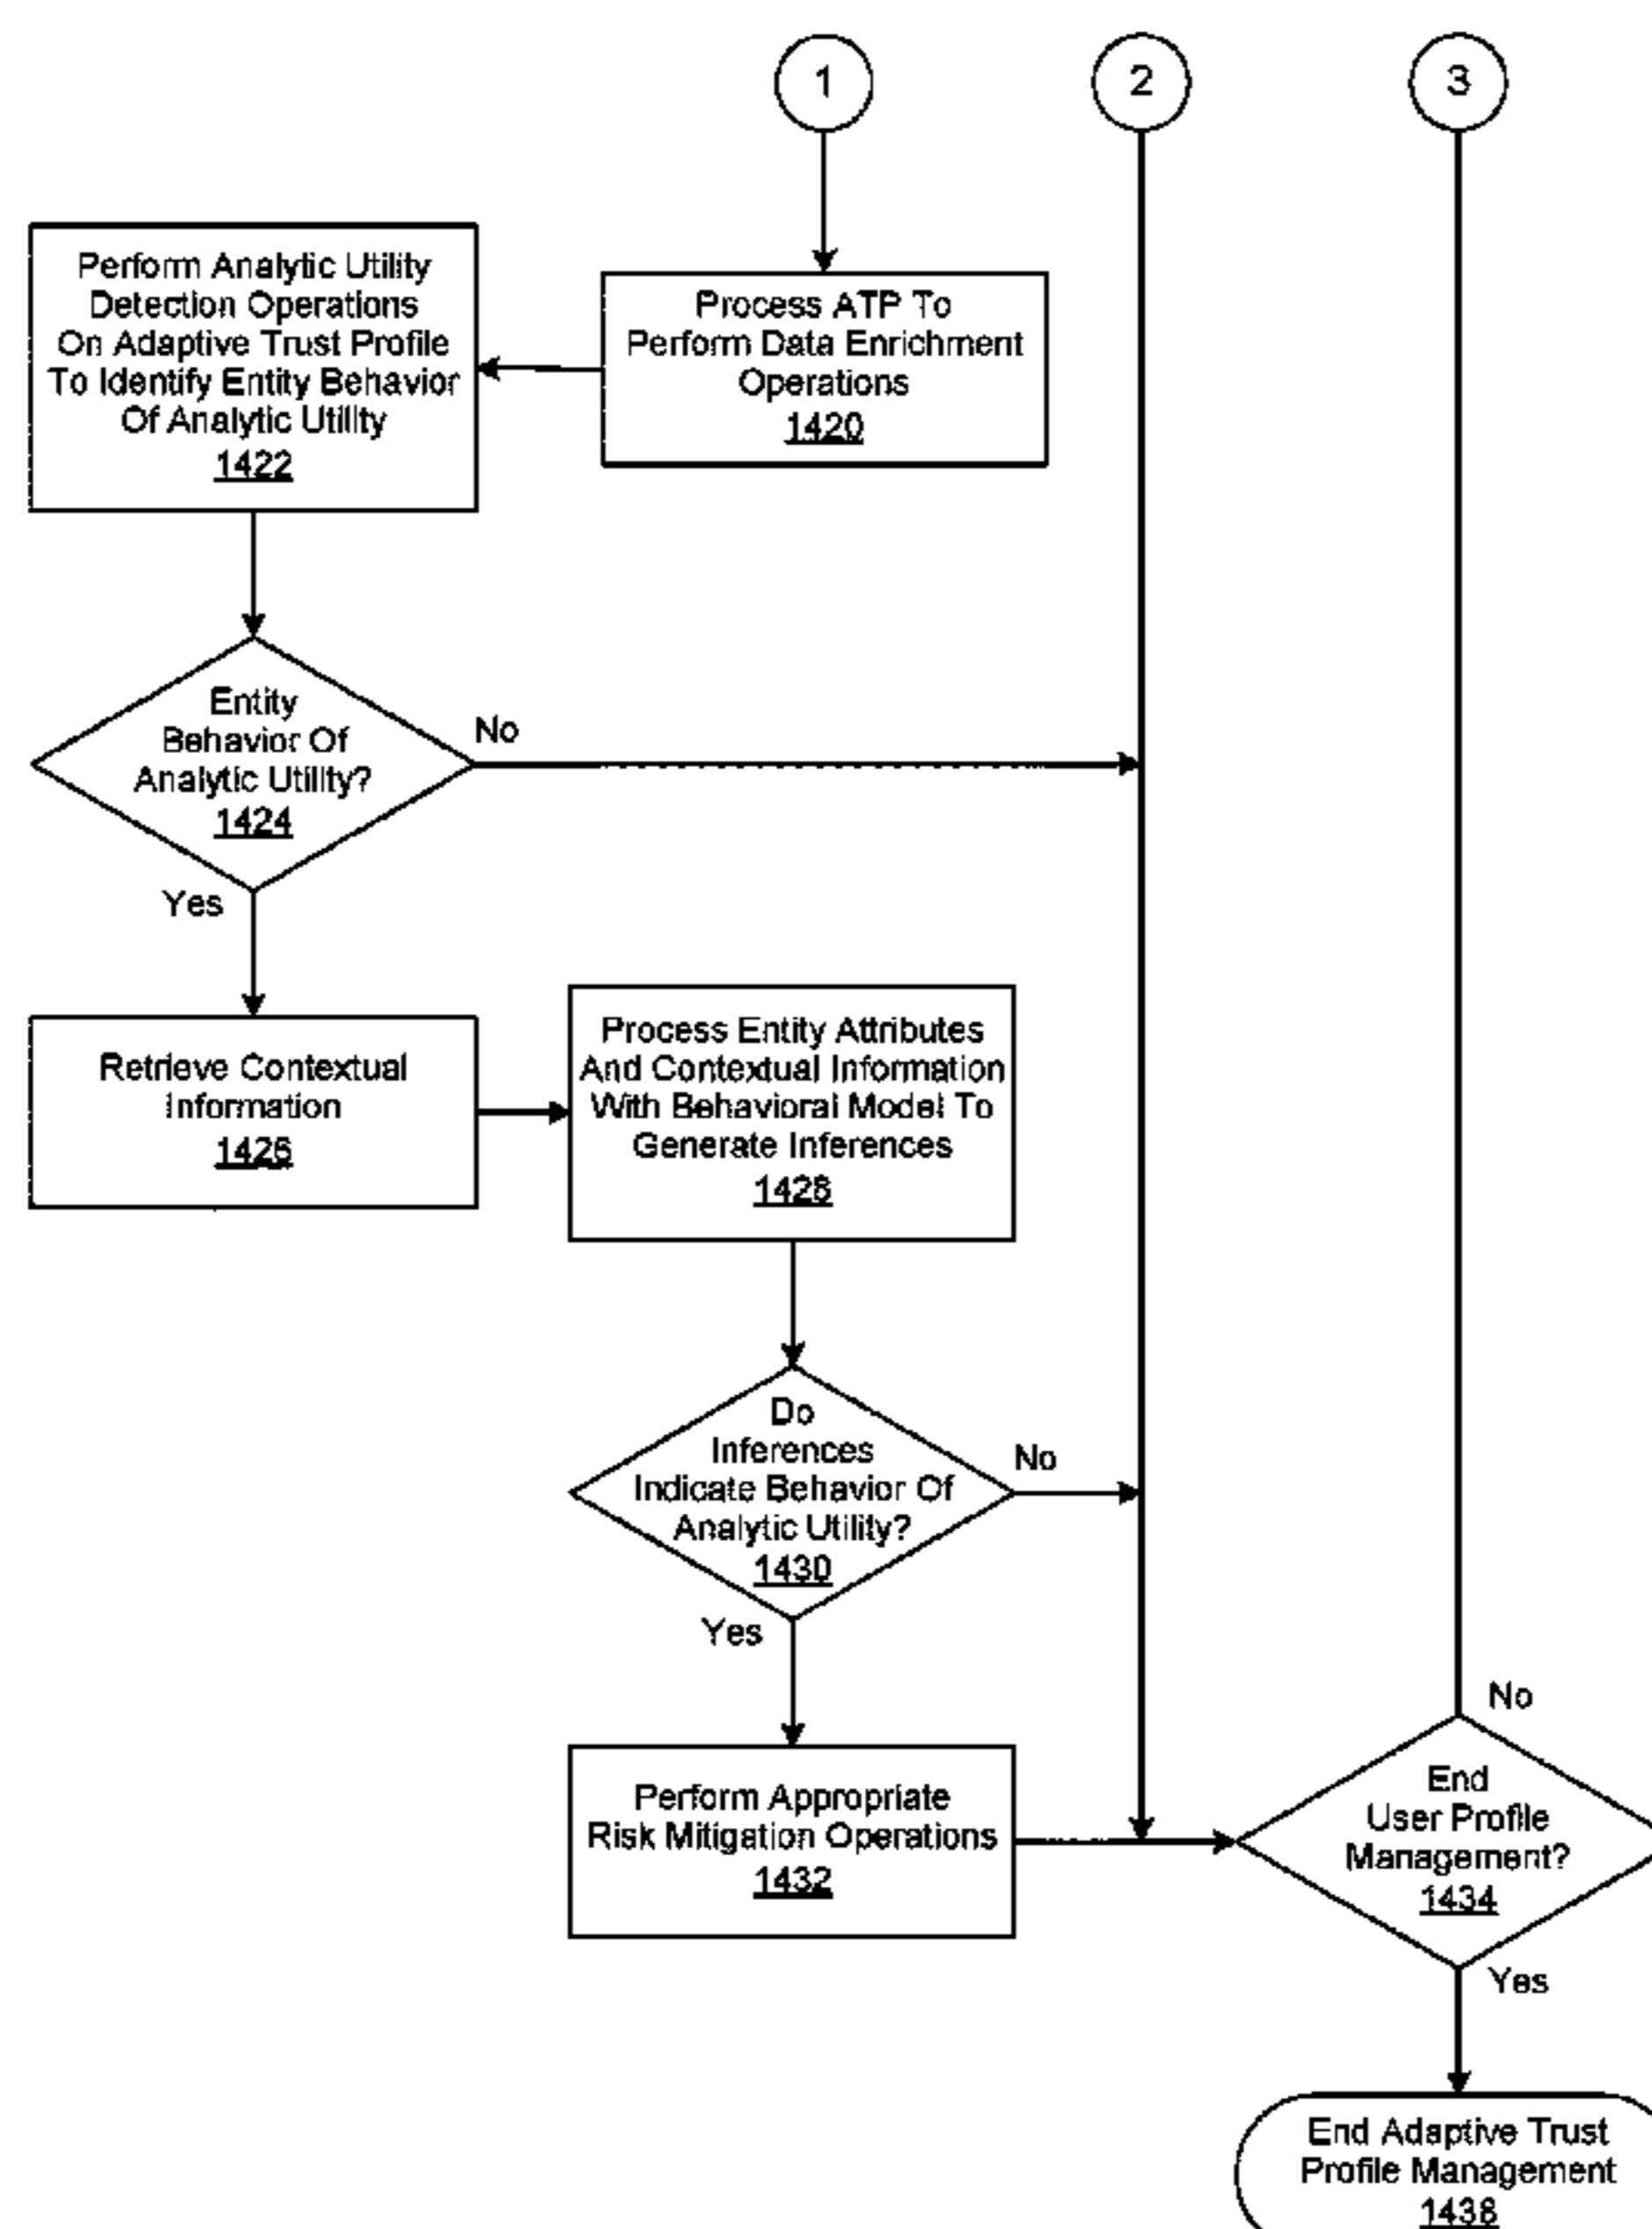 1
2
3
Process ATP To
Perform Data Enrichment
Operations
1420
Perform Analytic Utility
Detection Operations
On Adaptive Trust Profile
To Identify Entity Behavior
Of Analytic Utility
1422
Entity
Behavior Of
Analytic Utility?
1424
No
Yes
Retrieve Contextual
Information
1426
Process Entity Attributes
And Contextual Information
With Behavioral Model To
Generate Inferences
1428
Do
Inferences
Indicate Behavior Of
Analytic Utility?
1430
No
Yes
Perform Appropriate
Risk Mitigation Operations
1432
No
End
User Profile
Management?
1434
Yes
End Adaptive Trust
Profile Management
1438